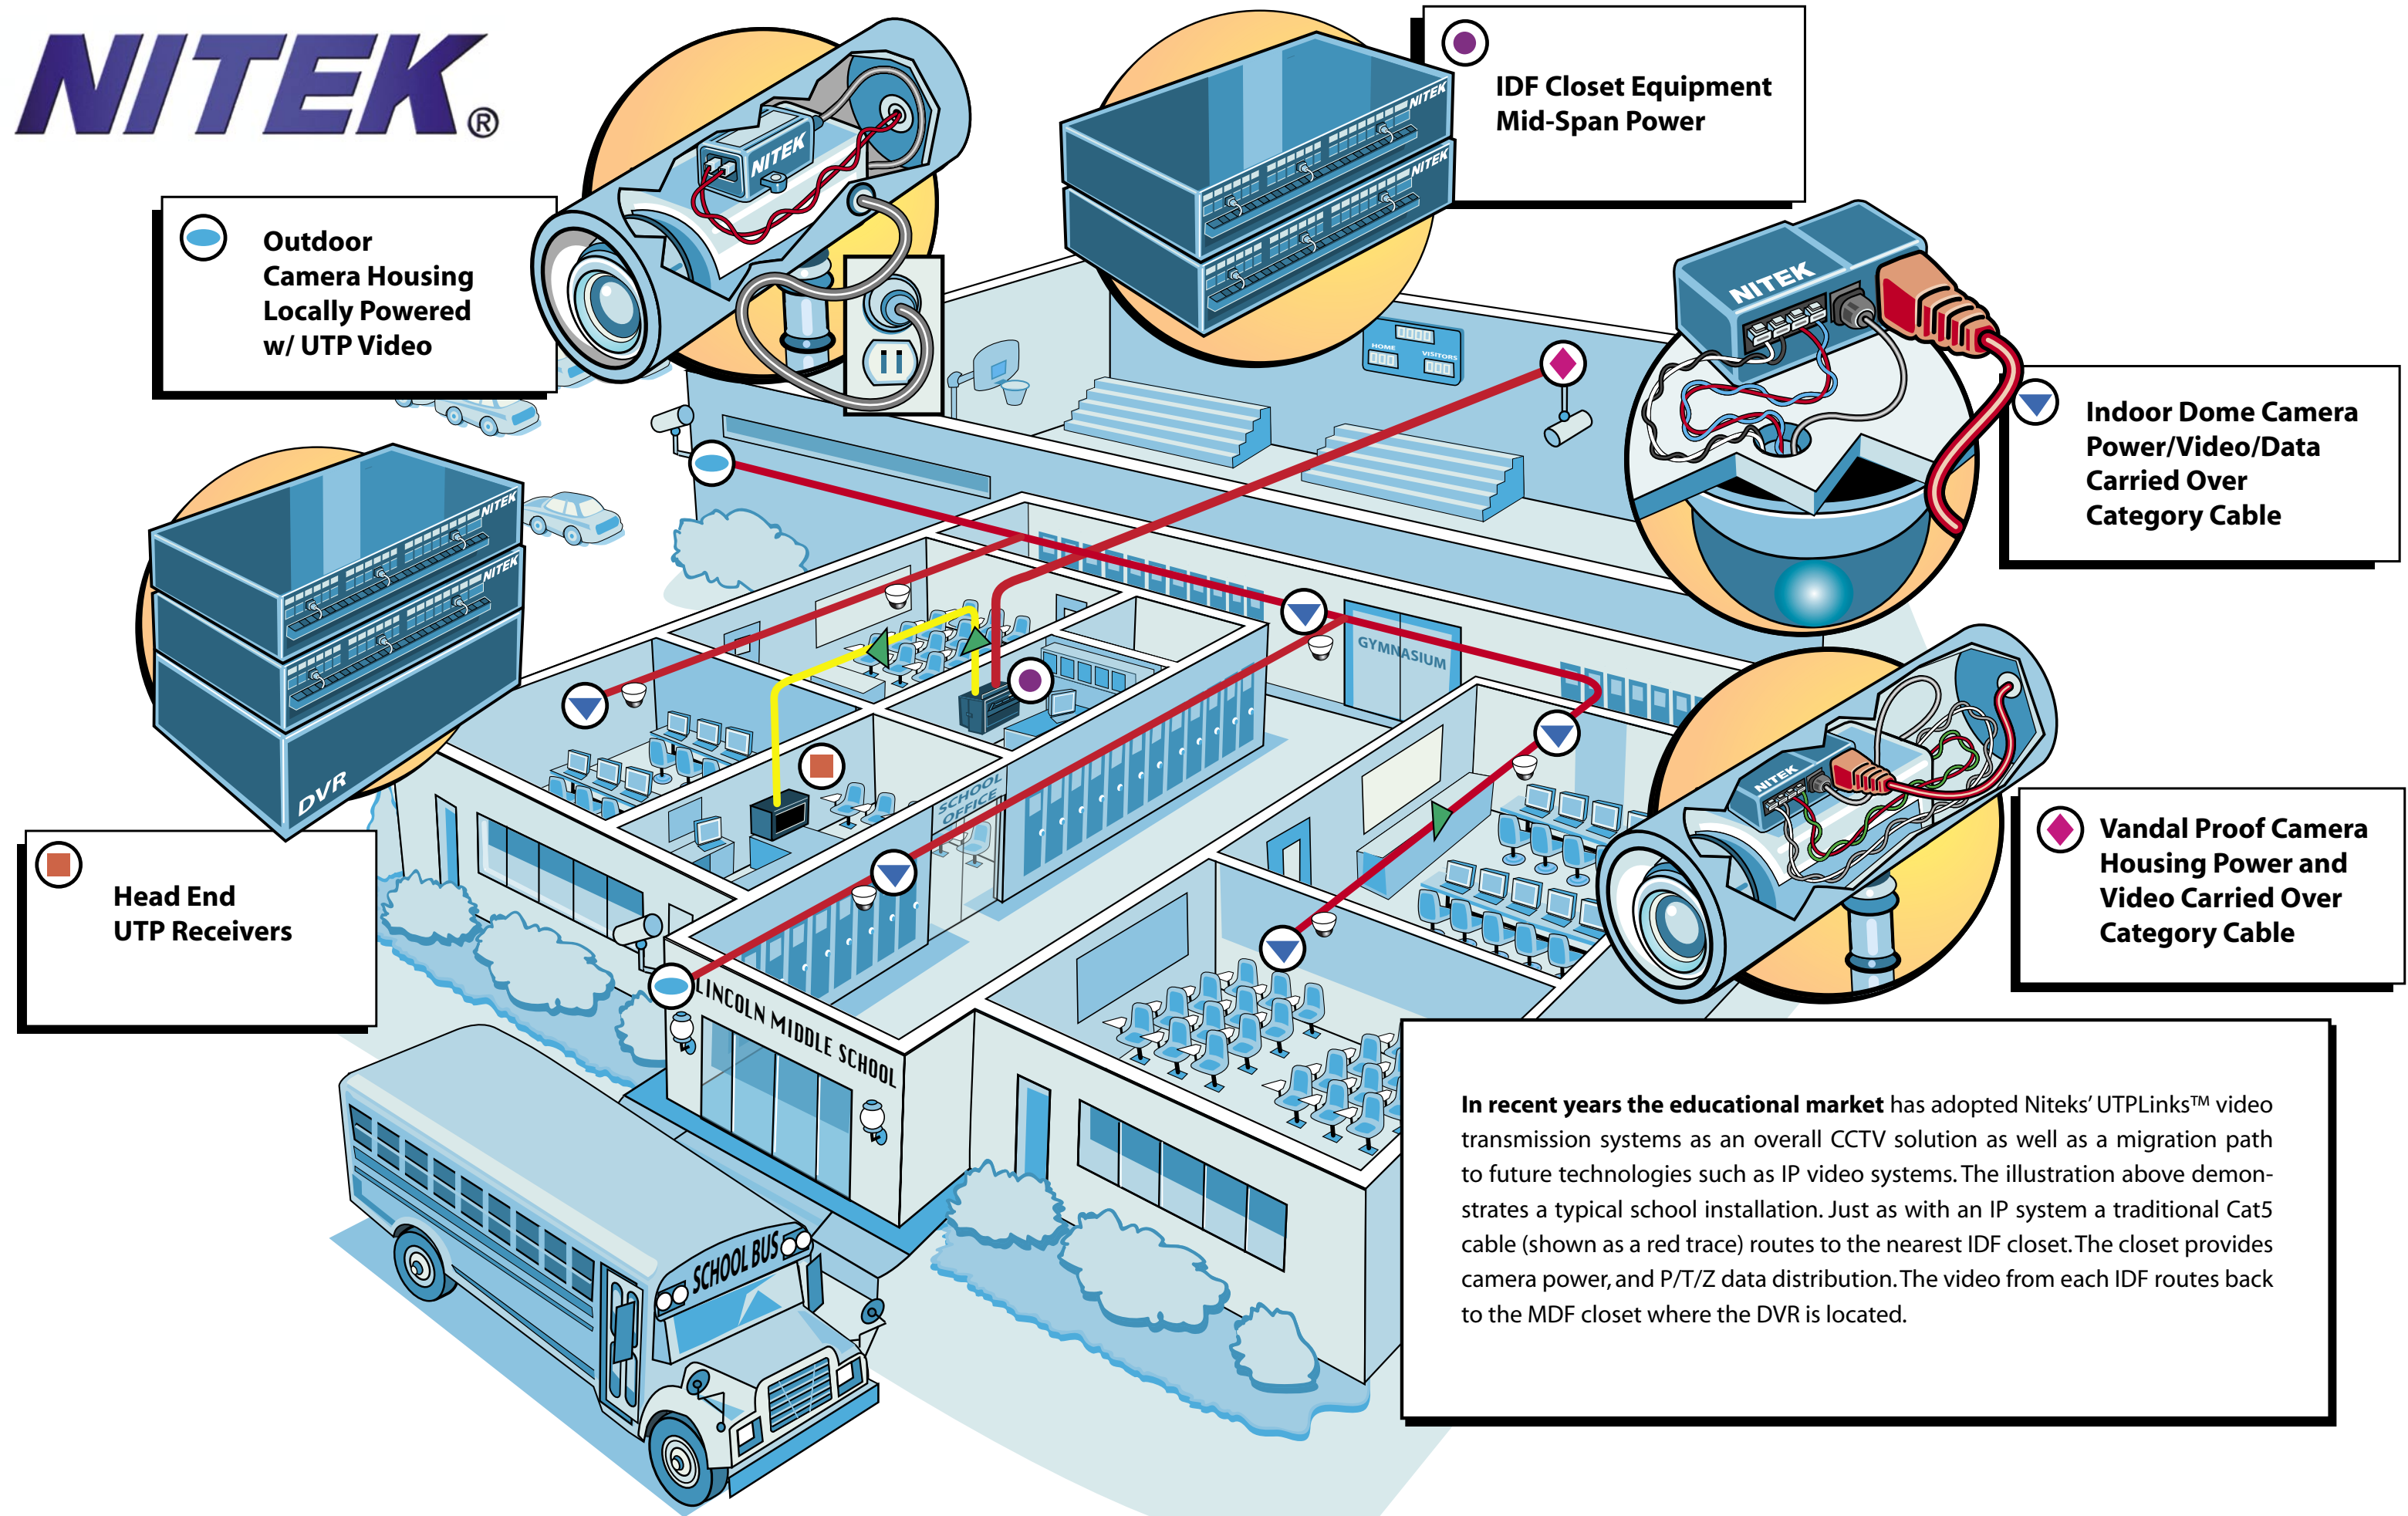 NITEK®
Outdoor
Camera Housing
Locally Powered
w/ UTP Video
NITEK
IDF Closet Equipment
Mid-Span Power
NITEK
NITEK
HOME
VISITORS
NITEK
Indoor Dome Camera
Power/Video/Data
Carried Over
Category Cable
NITEK
NITEK
DVR
Head End
UTP Receivers
GYMNASIUM
SCHOOL
OFFICE
NITEK
Vandal Proof Camera
Housing Power and
Video Carried Over
Category Cable
LINCOLN MIDDLE SCHOOL
SCHOOL BUS
In recent years the educational market has adopted Niteks’ UTPLinks™ video
transmission systems as an overall CCTV solution as well as a migration path
to future technologies such as IP video systems. The illustration above demon-
strates a typical school installation. Just as with an IP system a traditional Cat5
cable (shown as a red trace) routes to the nearest IDF closet. The closet provides
camera power, and P/T/Z data distribution. The video from each IDF routes back
to the MDF closet where the DVR is located.